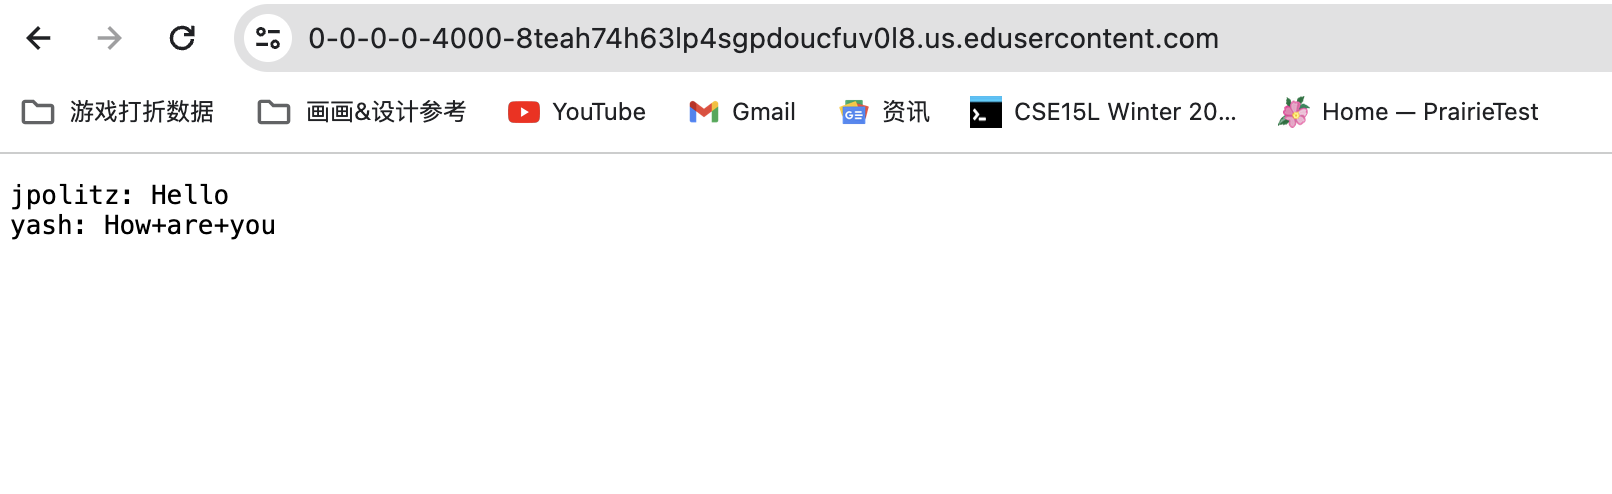 0-0-0-0-4000-8teah74h63lp4sgpdoucfuv0l8.us.edusercontent.com
游戏打折数据 画画&设计参考 YouTube Gmail 资讯 CSE15L Winter 20... Home — PrairieTest
jpolitz: Hello
yash: How+are+you